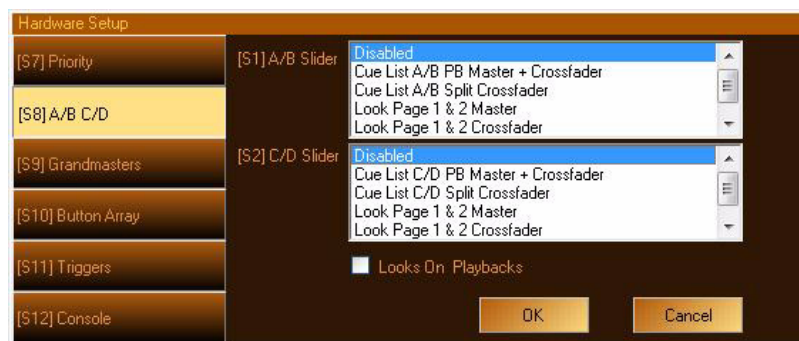 Hardware Setup
[S7] Priority
[S8] A/B C/D
[S9] Grandmasters
[S10] Button Array
[S11] Triggers
[S12] Console
[S1] A/B Slider
Disabled
Cue List A/B PB Master + Crossfader
Cue List A/B Split Crossfader
Look Page 1 & 2 Master
Look Page 1 & 2 Crossfader
[S2] C/D Slider
Disabled
Cue List C/D PB Master + Crossfader
Cue List C/D Split Crossfader
Look Page 1 & 2 Master
Look Page 1 & 2 Crossfader
Looks On Playbacks
OK
Cancel